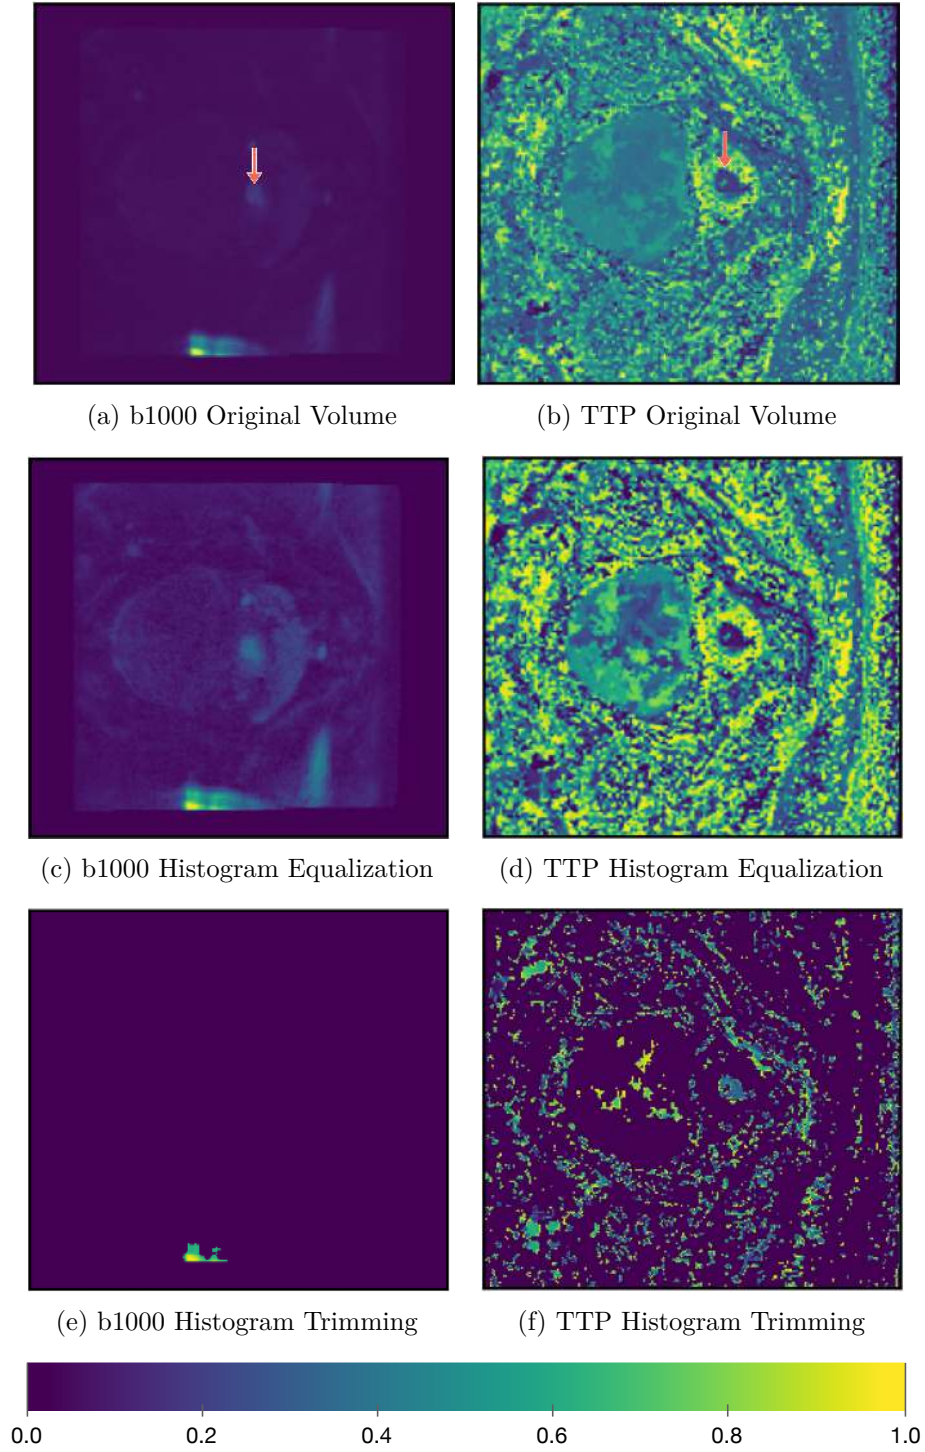 (a) b1000 Original Volume
(b) TTP Original Volume
(c) b1000 Histogram Equalization
(d) TTP Histogram Equalization
(e) b1000 Histogram Trimming
(f) TTP Histogram Trimming
0.0 0.2 0.4 0.6 0.8 1.0